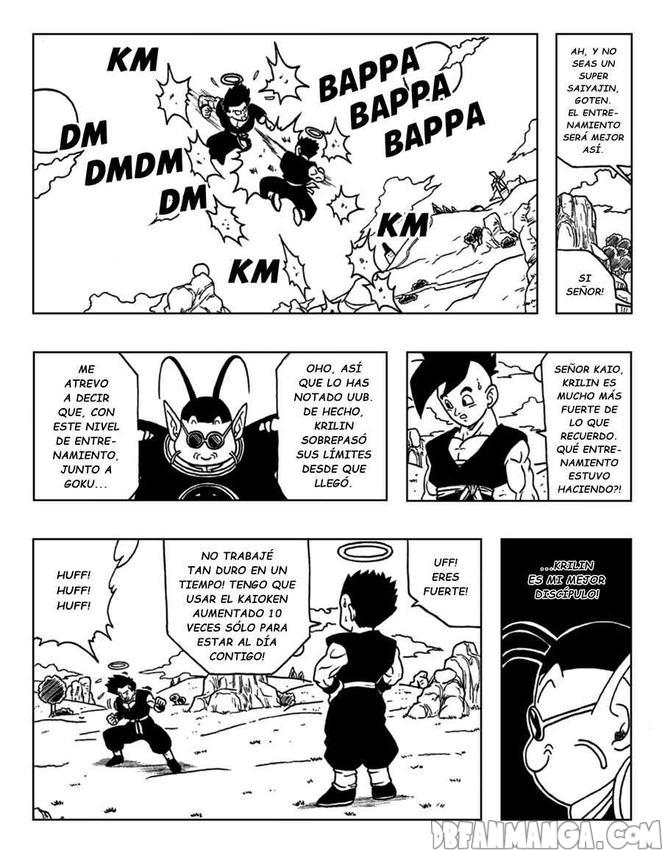 AH, Y NO
SEAS UN
SUPER
SAIYAJIN,
GOTEN.
EL ENTRE-
NAMIENTO
SERÁ MEJOR
ASÍ.
SI
SEÑOR!
BAPPA
BAPPA
BAPPA
KM
DM
DMDM
DM
KM
KM
SEÑOR KAIO,
KRILIN ES
MUCHO MÁS
FUERTE DE
LO QUE
RECUERDO.
QUÉ ENTRE-
NAMIENTO
ESTUVO
HACIENDO?!
OHO, ASÍ
QUE LO HAS
NOTADO UUB.
DE HECHO,
KRILIN
SOBREPASÓ
SUS LÍMITES
DESDE QUE
LLEGÓ.
ME
ATREVO
A DECIR
QUE, CON
ESTE NIVEL
DE ENTRE-
NAMIENTO,
JUNTO A
GOKU...
...KRILIN
ES MI MEJOR
DISCÍPULO!
UFF!
ERES
FUERTE!
NO TRABAJÉ
TAN DURO EN UN
TIEMPO! TENGO QUE
USAR EL KAIOKEN
AUMENTADO 10
VECES SÓLO PARA
ESTAR AL DÍA
CONTIGO!
HUFF!
HUFF!
HUFF!
DBFANMANGA.COM